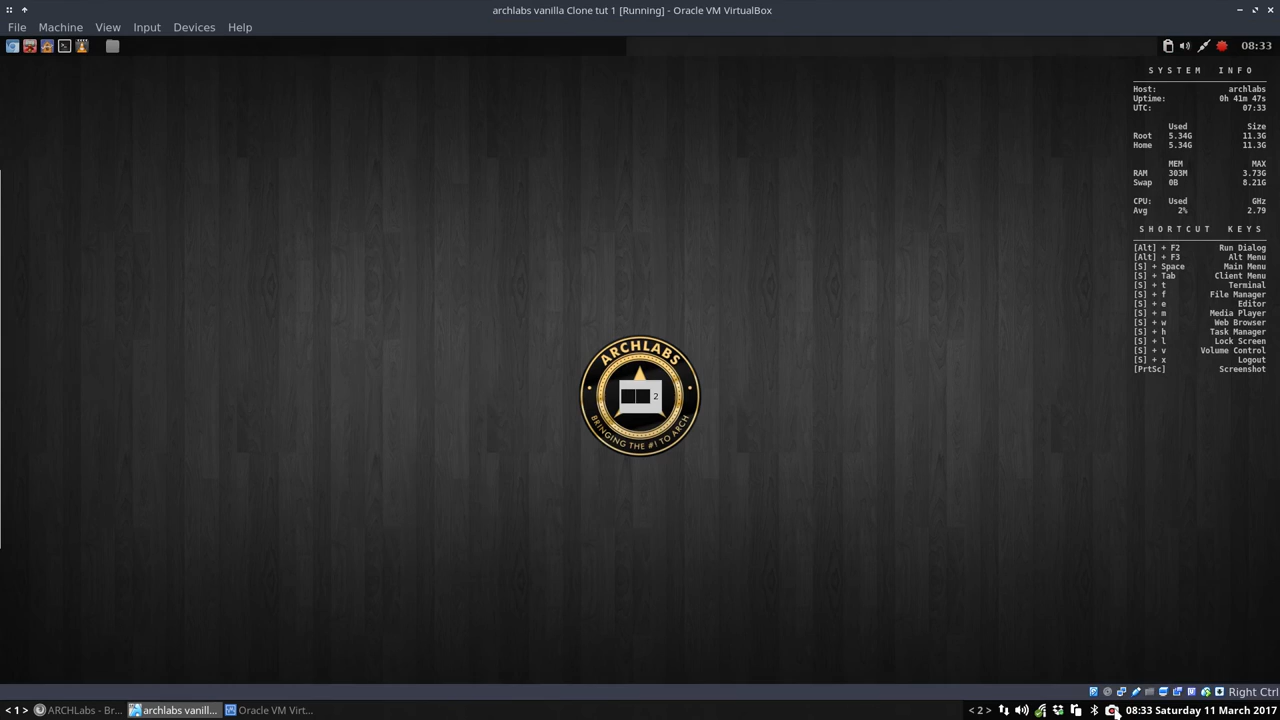 archlabs vanilla Clone tut 1 [Running] - Oracle VM VirtualBox
File Machine View Input Devices Help
08:33
SYSTEM INFO
Host: archlabs
Uptime: 0h 41m 47s
UTC: 07:33
Used Size
Root 5.34G 11.3G
Home 5.34G 11.3G
MEM MAX
RAM 303M 3.73G
Swap 0B 8.21G
CPU: Used GHz
Avg 2% 2.79
SHORTCUT KEYS
[Alt] + F2 Run Dialog
[Alt] + F3 Alt Menu
[S] + Space Main Menu
[S] + Tab Client Menu
[S] + t Terminal
[S] + f File Manager
[S] + e Editor
[S] + m Media Player
[S] + w Web Browser
[S] + h Task Manager
[S] + l Lock Screen
[S] + v Volume Control
[S] + x Logout
[PrtSc] Screenshot
ARCHLABS
2
BRINGING THE #! TO ARCH
Right Ctrl
< 1 > ARCHLabs - Br... archlabs vanill... Oracle VM Virt... < 2 > 08:33 Saturday 11 March 2017